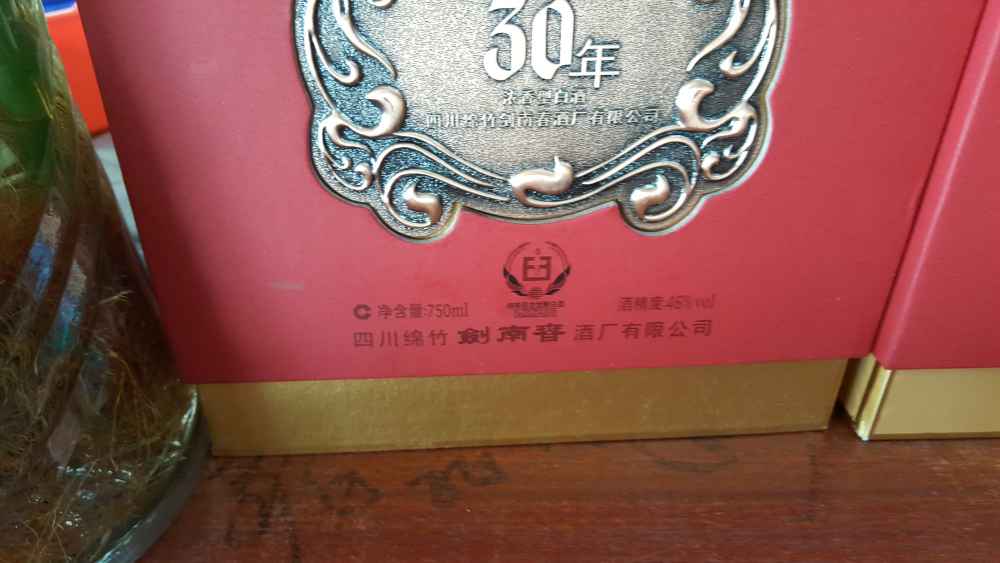 30年
浓香型白酒
四川绵竹剑南春酒厂有限公司
C 净含量:750ml 酒精度:46%vol
四川绵竹 劍南春 酒厂有限公司